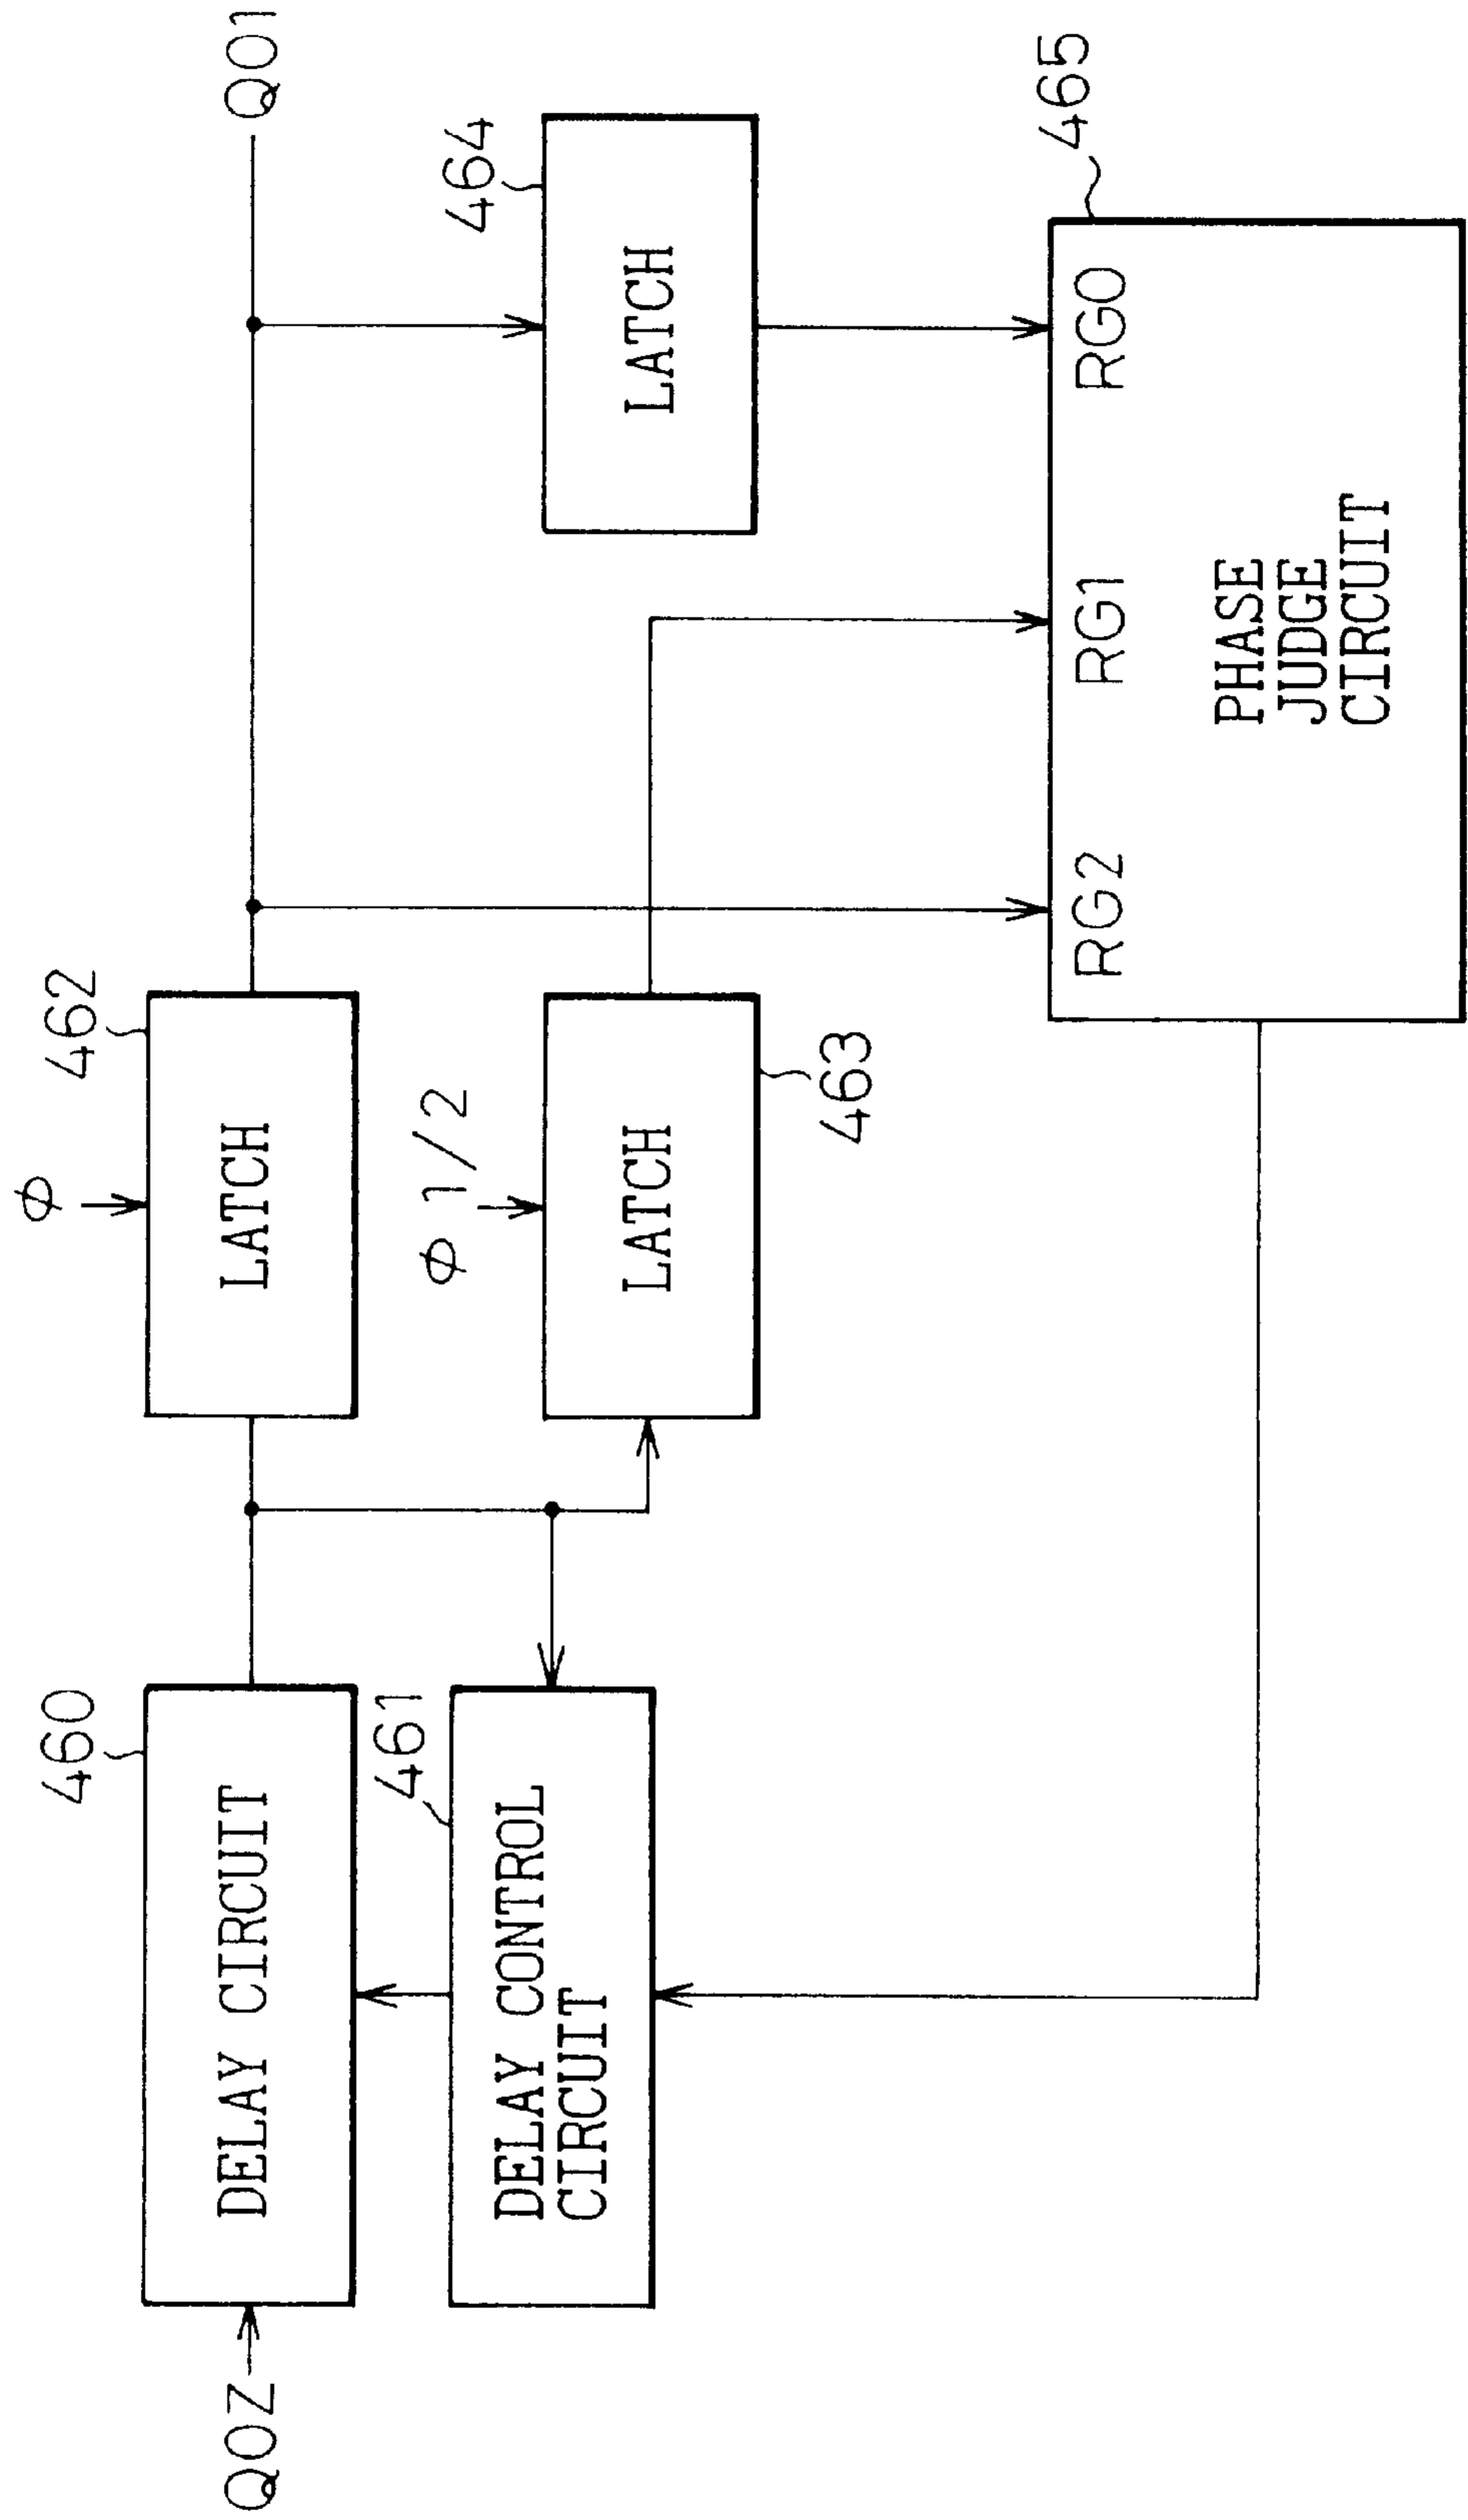 Q0Z
DELAY CIRCUIT
460
DELAY CONTROL
CIRCUIT
461
Φ
LATCH
462
Φ 1/2
LATCH
463
Q01
LATCH
464
RG2
RG1
RG0
PHASE
JUDGE
CIRCUIT
465